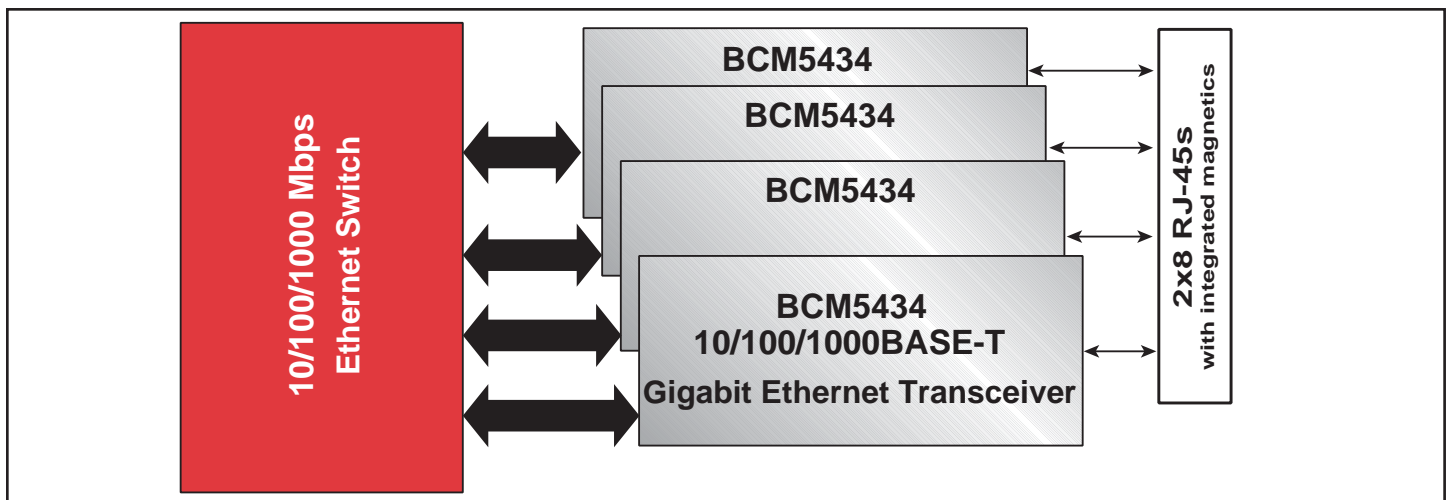 10/100/1000 Mbps
Ethernet Switch
BCM5434
BCM5434
BCM5434
BCM5434
10/100/1000BASE-T
Gigabit Ethernet Transceiver
2x8 RJ-45s
with integrated magnetics